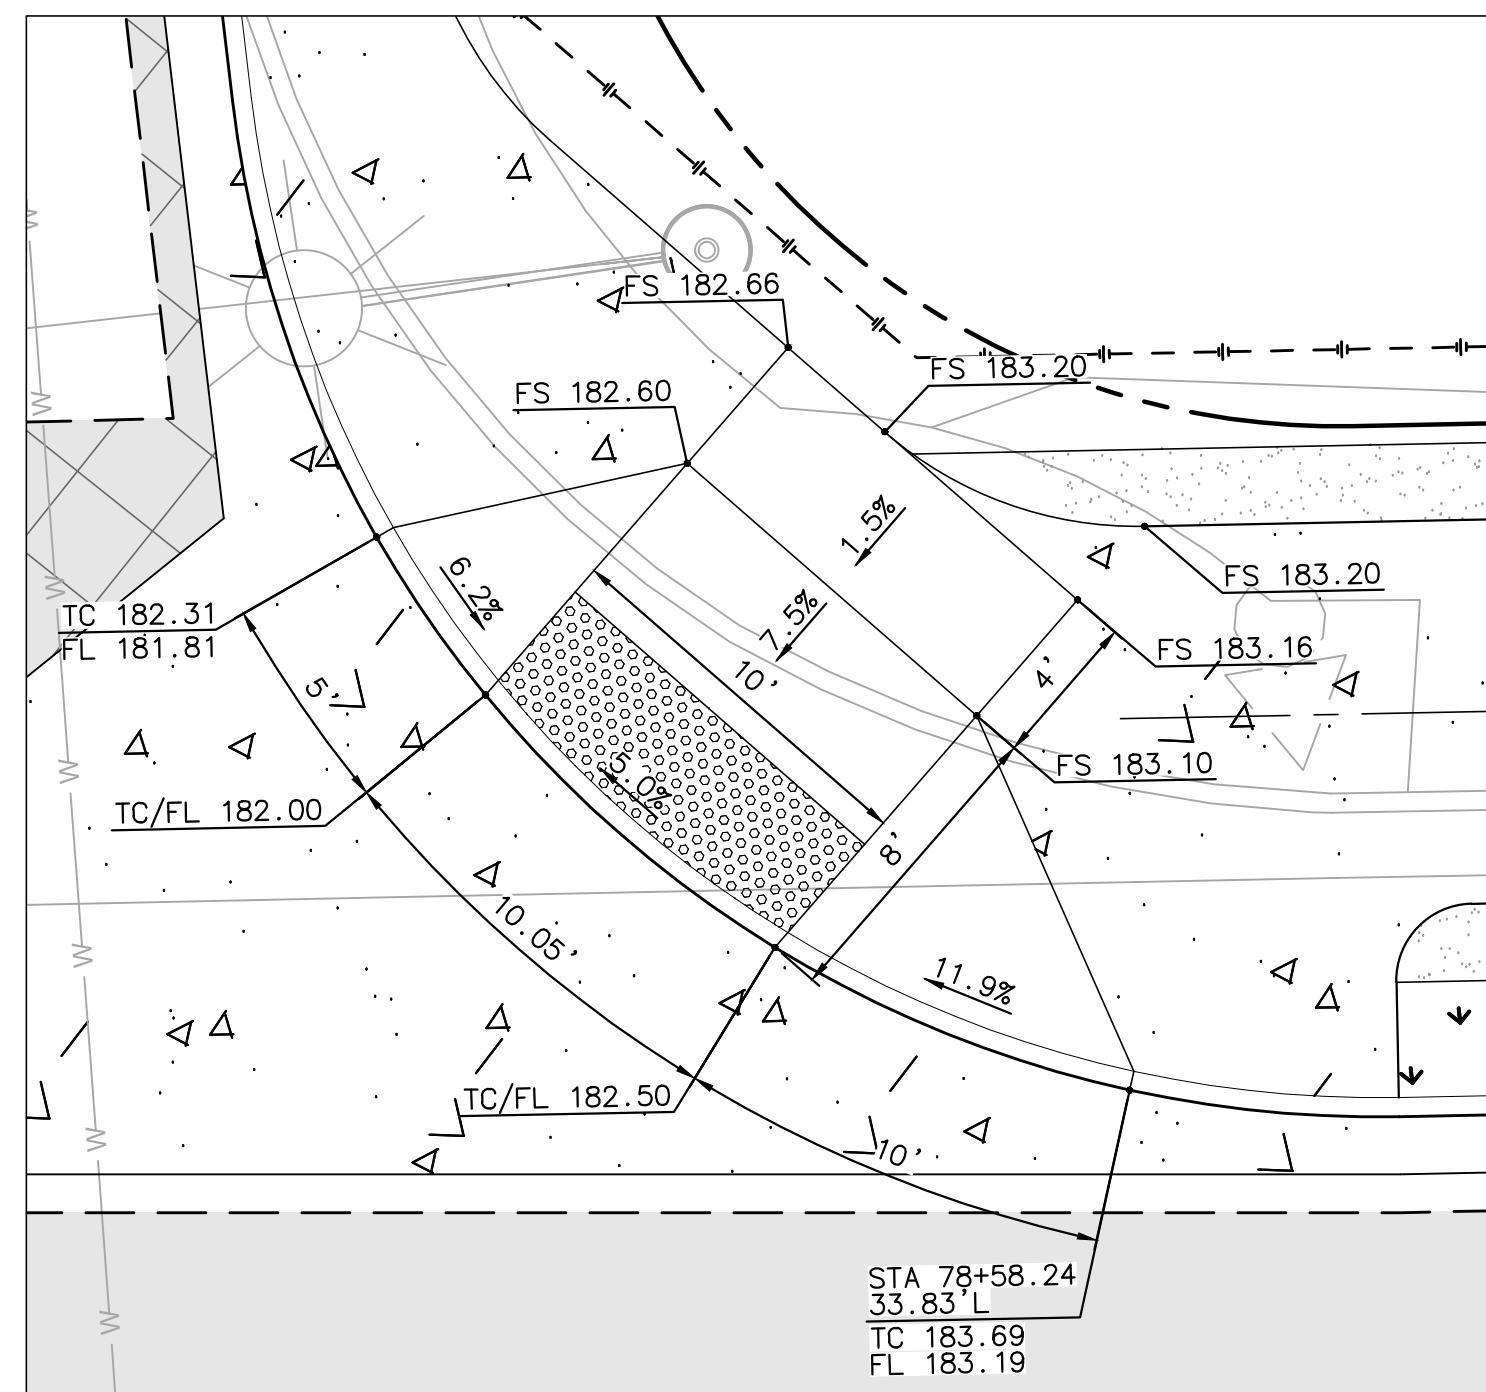 FS 182.66
FS 183.20
FS 182.60
1.5%
6.2%
FS 183.20
TC 182.31
FL 181.81
7.5%
FS 183.16
10'
4'
5'
FS 183.10
5.0%
TC/FL 182.00
8'
10.05'
11.9%
TC/FL 182.50
10'
STA 78+58.24
33.83'L
TC 183.69
FL 183.19
W
W
W
W
W
W
W